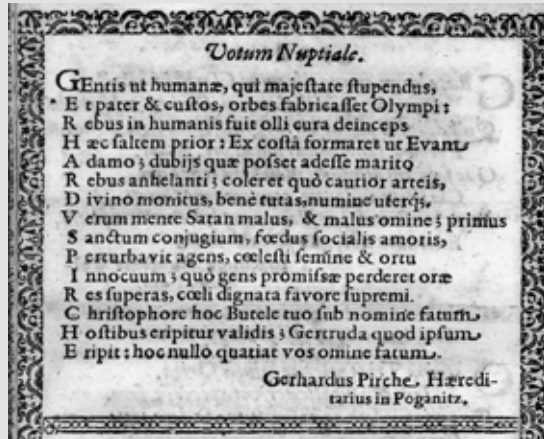 Votum Nuptiale.
GEntis ut humanæ, qui majestate stupendus,
E t pater & custos, orbes fabricasset Olympi:
R ebus in humanis fuit olli cura deinceps
H æc saltem prior: Ex costâ formaret ut Evam
A damo; dubijs quæ posset adesse marito
R ebus anhelanti; coleret quò cautior arteis,
D ivino monitus, benè tutas, numine uterq;.
V erum mente Satan malus, & malus omine; primus
S anctum conjugium, fœdus socialis amoris,
P erturbavit agens, cœlesti semine & ortu
I nnocuum; quò gens promissæ perderet oræ
R es superas, cœli dignata favore supremi.
C hristophore hoc Butele tuo sub nomine fatum
H ostibus eripitur validis; Gertruda quod ipsum
E ripit: hoc nullo quatiat vos omine fatum.
Gerhardus Pirche. Hæredi-
tarius in Poganitz.